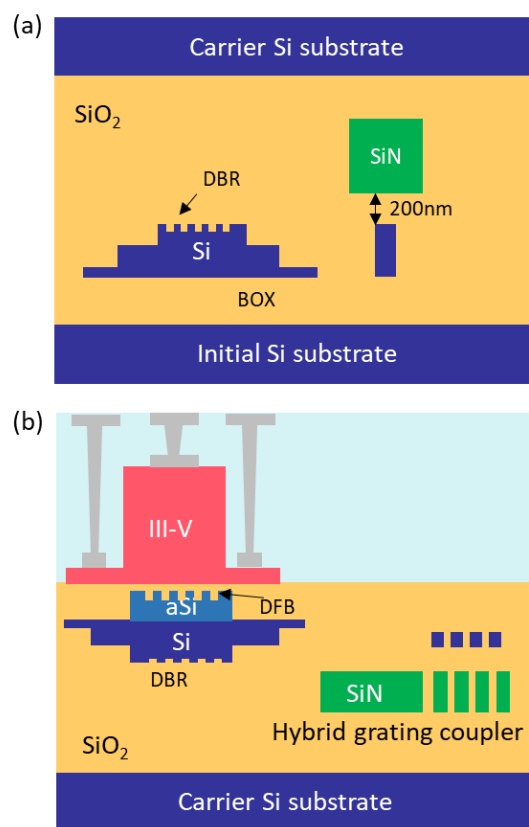 (a)
Carrier Si substrate
SiO₂
SiN
DBR
200nm
Si
BOX
Initial Si substrate
(b)
III-V
aSi
DFB
Si
DBR
SiN
Hybrid grating coupler
SiO₂
Carrier Si substrate